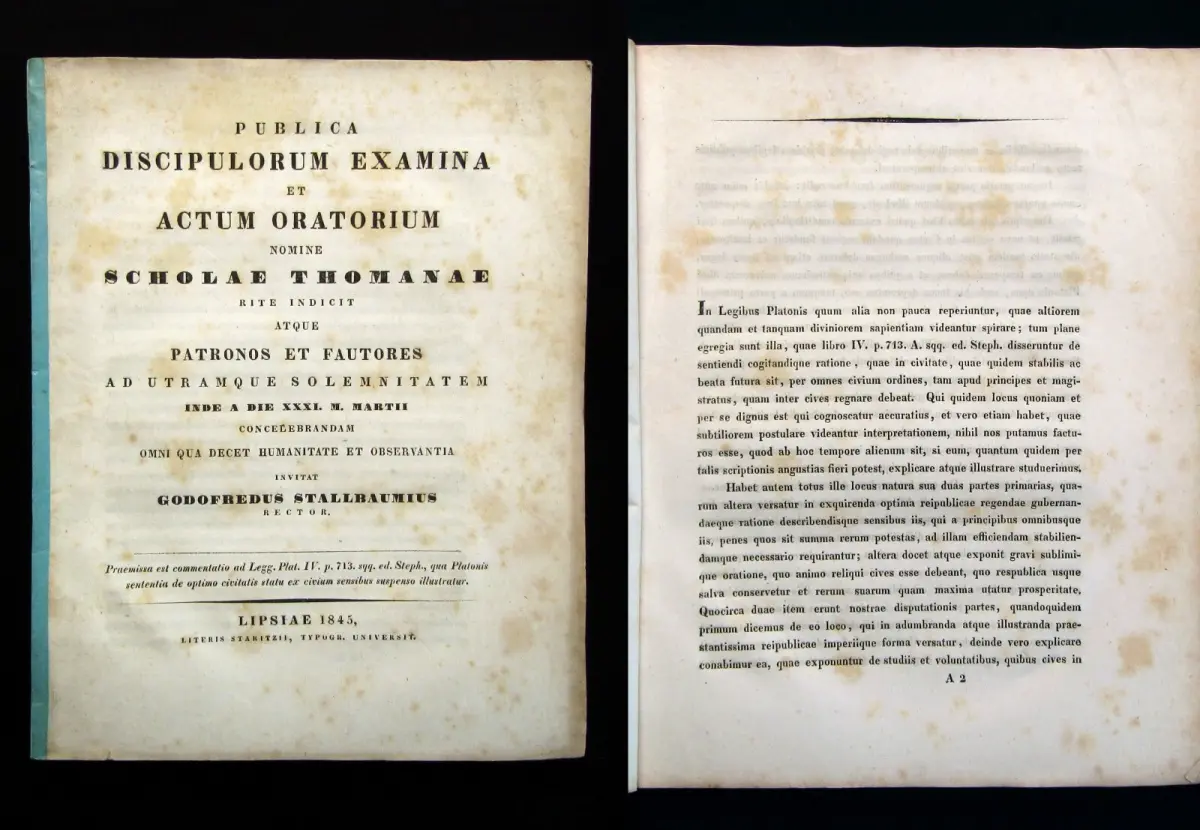 PUBLICA
DISCIPULORUM EXAMINA
ET
ACTUM ORATORIUM
NOMINE
SCHOLAE THOMANAE
RITE INDICIT
ATQUE
PATRONOS ET FAUTORES
AD UTRAMQUE SOLEMNITATEM
INDE A DIE XXXI. M. MARTII
CONCELEBRANDAM
OMNI QUA DECET HUMANITATE ET OBSERVANTIA
INVITAT
GODOFREDUS STALLBAUMIUS
RECTOR.
Praemissa est commentatio ad Legg. Plat. IV. p. 713. sqq. ed. Steph., qua Platonis
sententia de optimo civitatis statu ex civium sensibus suspenso illustratur.
LIPSIAE 1845,
LITERIS STARITZII, TYPOGR. UNIVERSIT.
In Legibus Platonis quum alia non pauca reperiuntur, quae altiorem
quandam et tanquam diviniorem sapientiam videantur spirare; tum plane
egregia sunt illa, quae libro IV. p. 713. A. sqq. ed. Steph. disseruntur de
sentiendi cogitandique ratione, quae in civitate, quae quidem stabilis ac
beata futura sit, per omnes civium ordines, tam apud principes et magi-
stratus, quam inter cives regnare debeat. Qui quidem locus quoniam et
per se dignus est qui cognoscatur accuratius, et vero etiam habet, quae
subtiliorem postulare videantur interpretationem, nihil nos putamus factu-
ros esse, quod ab hoc tempore alienum sit, si eum, quantum quidem per
talis scriptionis angustias fieri potest, explicare atque illustrare studuerimus.
Habet autem totus ille locus natura sua duas partes primarias, qua-
rum altera versatur in exquirenda optima reipublicae regendae gubernan-
daeque ratione describendisque sensibus iis, qui a principibus omnibusque
iis, penes quos sit summa rerum potestas, ad illam efficiendam stabilien-
damque necessario requirantur; altera docet atque exponit gravi sublimi-
que oratione, quo animo reliqui cives esse debeant, quo respublica usque
salva conservetur et rerum suarum quam maxima utatur prosperitate.
Quocirca duae item erunt nostrae disputationis partes, quandoquidem
primum dicemus de eo loco, qui in adumbranda atque illustranda prae-
stantissima reipublicae imperiique forma versatur, deinde vero explicare
conabimur ea, quae exponuntur de studiis et voluntatibus, quibus cives in
A 2